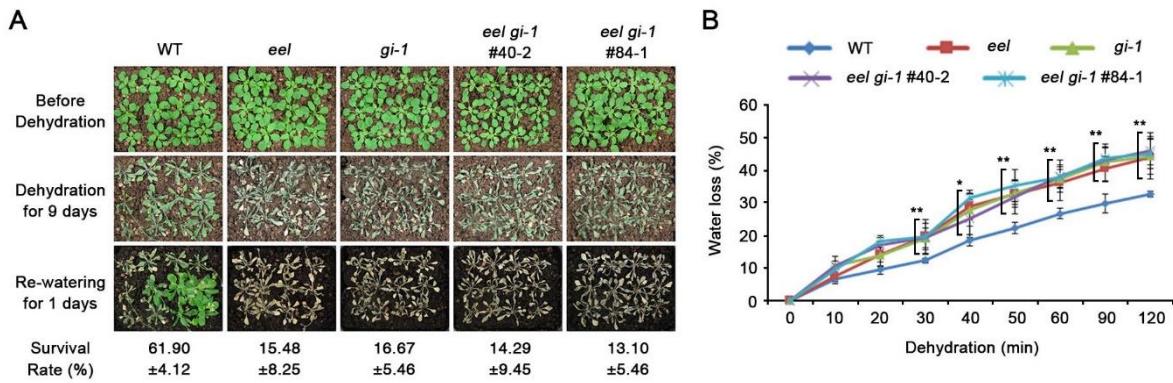 A
WT
eel
gi-1
eel gi-1
#40-2
eel gi-1
#84-1
Before
Dehydration
Dehydration
for 9 days
Re-watering
for 1 days
Survival
Rate (%)
61.90
±4.12
15.48
±8.25
16.67
±5.46
14.29
±9.45
13.10
±5.46
B
WT
eel
gi-1
eel gi-1 #40-2
eel gi-1 #84-1
Water loss (%)
60
50
40
30
20
10
0
**
*
**
**
**
**
0 10 20 30 40 50 60 90 120
Dehydration (min)